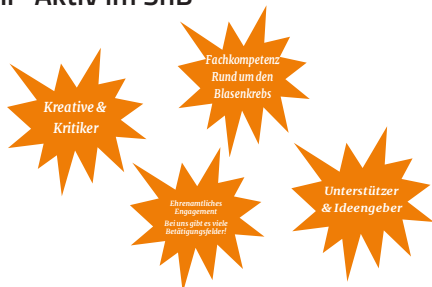 Aktiv im ShB
Fachkompetenz
Rund um den
Blasenkrebs
Kreative &
Kritiker
Ehrenamtliches
Engagement
Bei uns gibt es viele
Betätigungsfelder!
Unterstützer
& Ideengeber